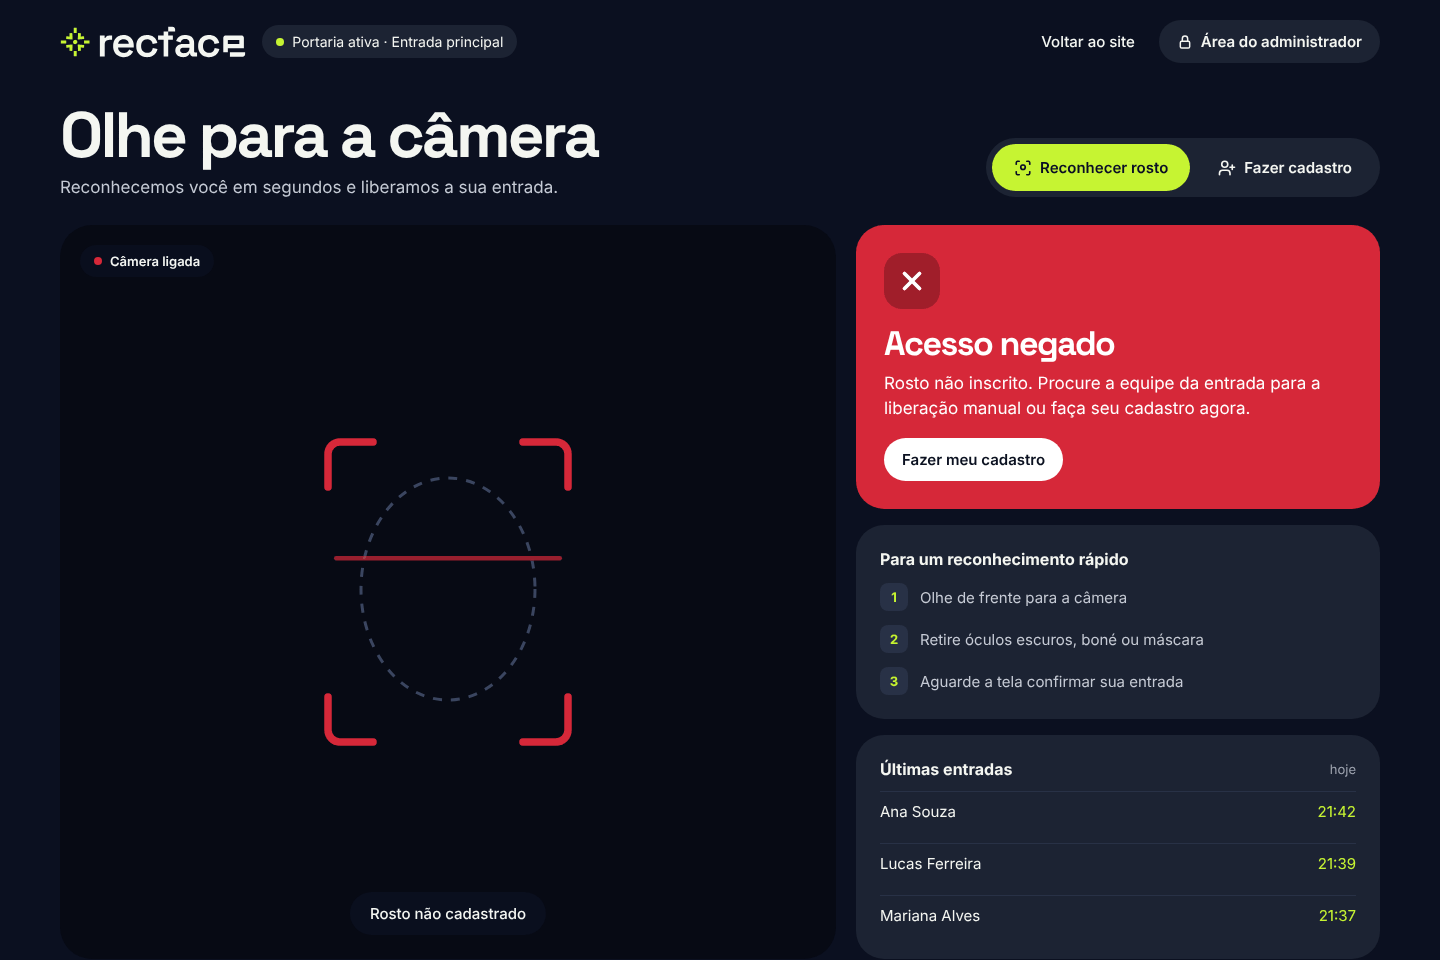 recface
Portaria ativa · Entrada principal
Voltar ao site
Área do administrador
Olhe para a câmera
Reconhecemos você em segundos e liberamos a sua entrada.
Reconhecer rosto
Fazer cadastro
Câmera ligada
Rosto não cadastrado
Acesso negado
Rosto não inscrito. Procure a equipe da entrada para a
liberação manual ou faça seu cadastro agora.
Fazer meu cadastro
Para um reconhecimento rápido
1 Olhe de frente para a câmera
2 Retire óculos escuros, boné ou máscara
3 Aguarde a tela confirmar sua entrada
Últimas entradas hoje
Ana Souza 21:42
Lucas Ferreira 21:39
Mariana Alves 21:37